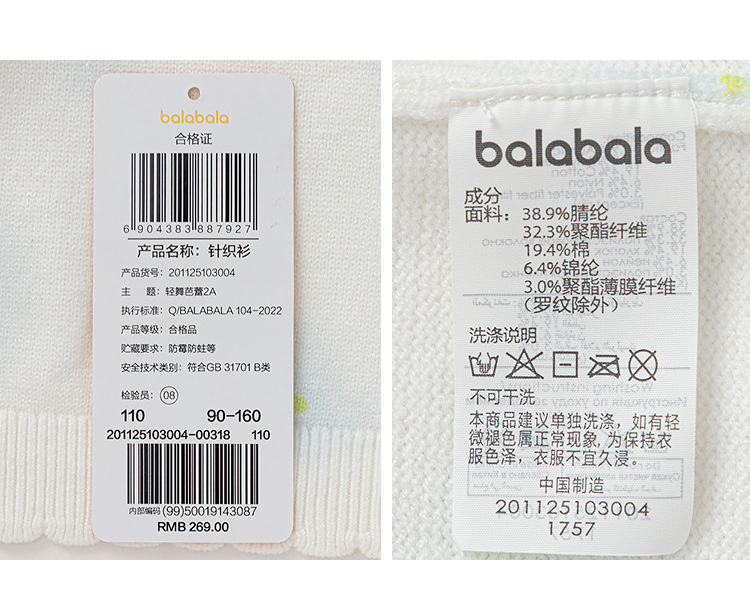 balabala
合格证
6 904383 887927
产品名称：针织衫
产品货号：201125103004
主 题：轻舞芭蕾2A
执行标准：Q/BALABALA 104-2022
产品等级：合格品
贮藏要求：防霉防蛀等
安全技术类别：符合GB 31701 B类
检验员：08
110 90-160
201125103004-00318 110
内部编码 (99)50019143087
RMB 269.00
balabala
成分
面料：38.9%腈纶
32.3%聚酯纤维
19.4%棉
6.4%锦纶
3.0%聚酯薄膜纤维
（罗纹除外）
洗涤说明
不可干洗
本商品建议单独洗涤，如有轻
微褪色属正常现象，为保持衣
服色泽，衣服不宜久浸。
中国制造
201125103004
1757